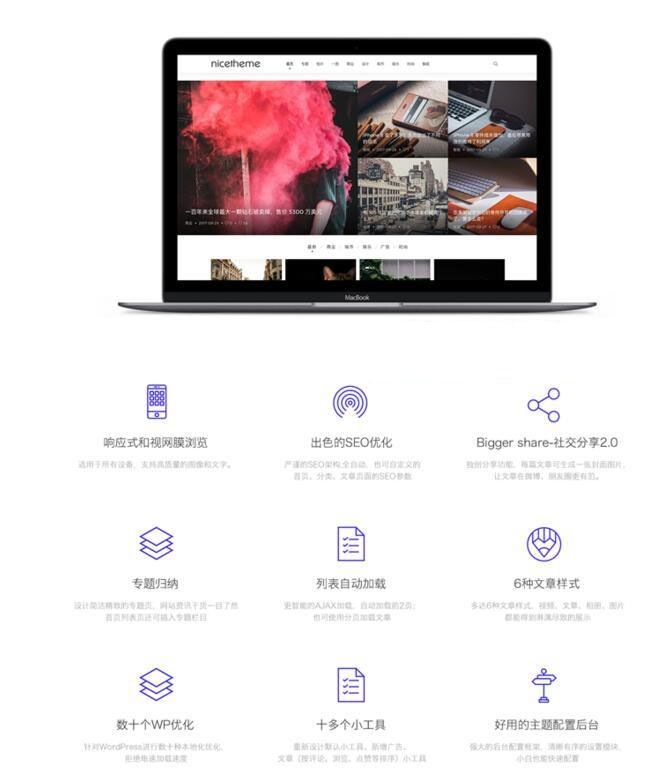 nicetheme
一百年来全球最大一颗钻石被卖掉，售价 5300 万美元
MacBook
响应式和视网膜浏览
适用于所有设备，支持高质量的图像和文字。
出色的SEO优化
严谨的SEO架构,全自动，也可自定义的
首页、分类、文章页面的SEO参数
Bigger share-社交分享2.0
独创分享功能，每篇文章可生成一张封面图片，
让文章在微博、朋友圈更有范。
专题归纳
设计简洁精致的专题页，网站资讯干货一目了然
首页列表页还可插入专题栏目
列表自动加载
更智能的AJAX加载，自动加载前2页；
也可使用分页加载文章
6种文章样式
多达6种文章样式，视频、文章、相册、图片
都能得到淋漓尽致的展示
数十个WP优化
针对WordPress进行数十种本地化优化，
拒绝龟速加载速度
十多个小工具
重新设计默认小工具。新增广告、
文章（按评论、浏览、点赞等排序）小工具
好用的主题配置后台
强大的后台配置框架，清晰有序的设置模块，
小白也能快速配置